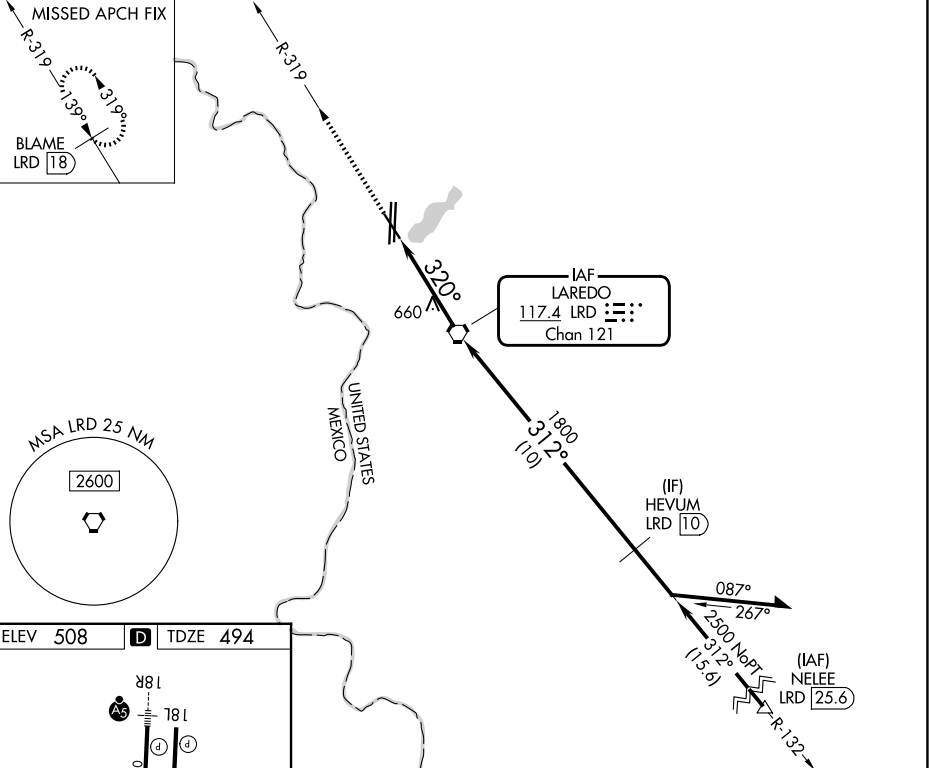 MISSED APCH FIX
R-319
139°
319°
BLAME
LRD 18
R-319
320°
660
IAF
LAREDO
117.4 LRD
Chan 121
UNITED STATES
MEXICO
1800
312°
(10)
MSA LRD 25 NM
2600
(IF)
HEVUM
LRD 10
087°
267°
2500 NoPT
312°
(15.6)
(IAF)
NELEE
LRD 25.6
R-132
ELEV 508 D TDZE 494
18R
A5
18L
P
P